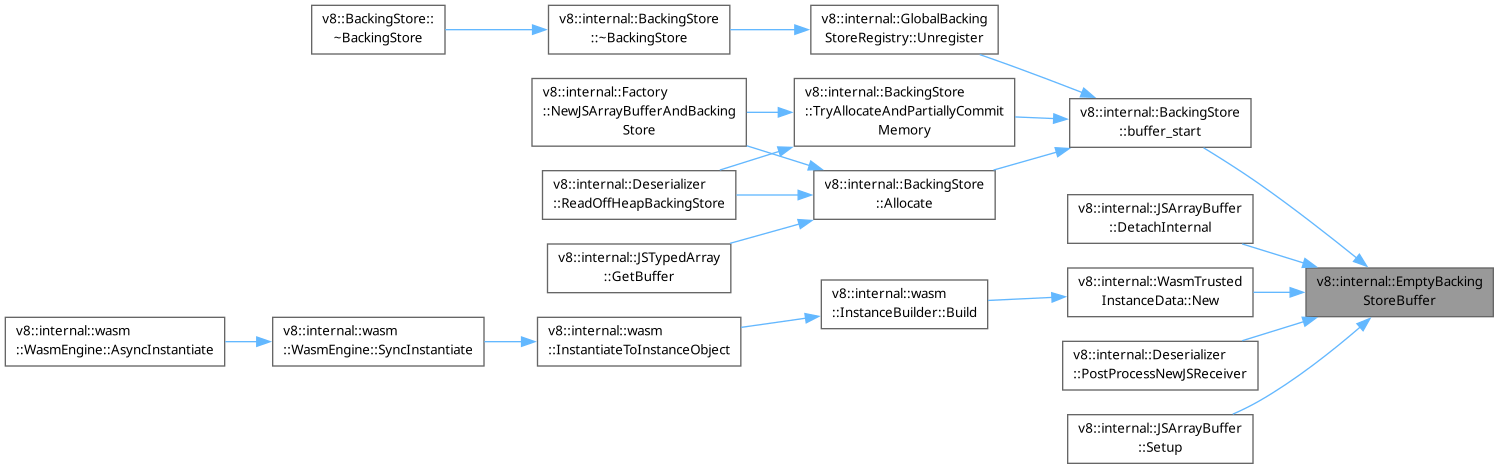 v8::BackingStore::
~BackingStore
v8::internal::BackingStore
::~BackingStore
v8::internal::GlobalBacking
StoreRegistry::Unregister
v8::internal::Factory
::NewJSArrayBufferAndBacking
Store
v8::internal::BackingStore
::TryAllocateAndPartiallyCommit
Memory
v8::internal::BackingStore
::buffer_start
v8::internal::Deserializer
::ReadOffHeapBackingStore
v8::internal::BackingStore
::Allocate
v8::internal::JSArrayBuffer
::DetachInternal
v8::internal::JSTypedArray
::GetBuffer
v8::internal::WasmTrusted
InstanceData::New
v8::internal::EmptyBacking
StoreBuffer
v8::internal::wasm
::InstanceBuilder::Build
v8::internal::wasm
::WasmEngine::AsyncInstantiate
v8::internal::wasm
::WasmEngine::SyncInstantiate
v8::internal::wasm
::InstantiateToInstanceObject
v8::internal::Deserializer
::PostProcessNewJSReceiver
v8::internal::JSArrayBuffer
::Setup